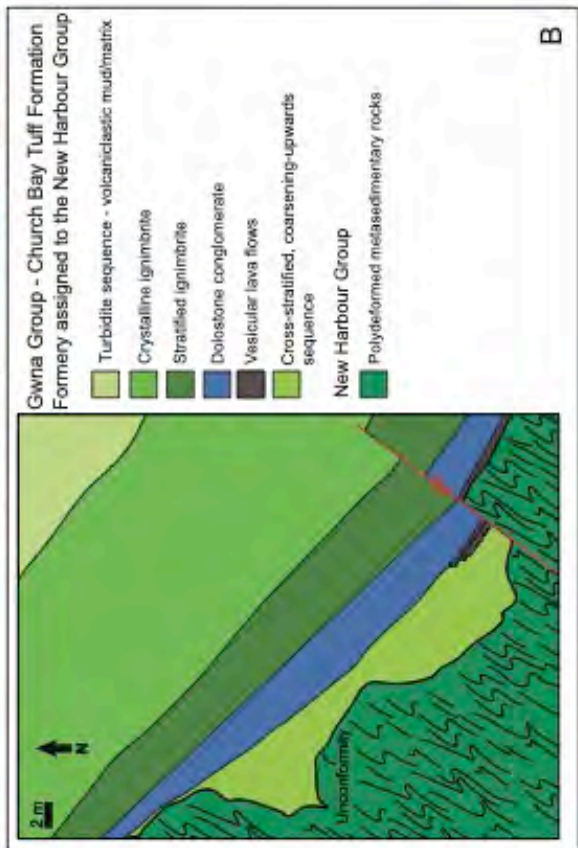 Gwna Group - Church Bay Tuff Formation
Formery assigned to the New Harbour Group
Turbidite sequence - volcaniclastic mud/matrix
Crystalline ignimbrite
Stratified ignimbrite
Dolostone conglomerate
Vesicular lava flows
Cross-stratified, coarsening-upwards
sequence
New Harbour Group
Polydeformed metasedimentary rocks
B
2 m
N
Unconformity